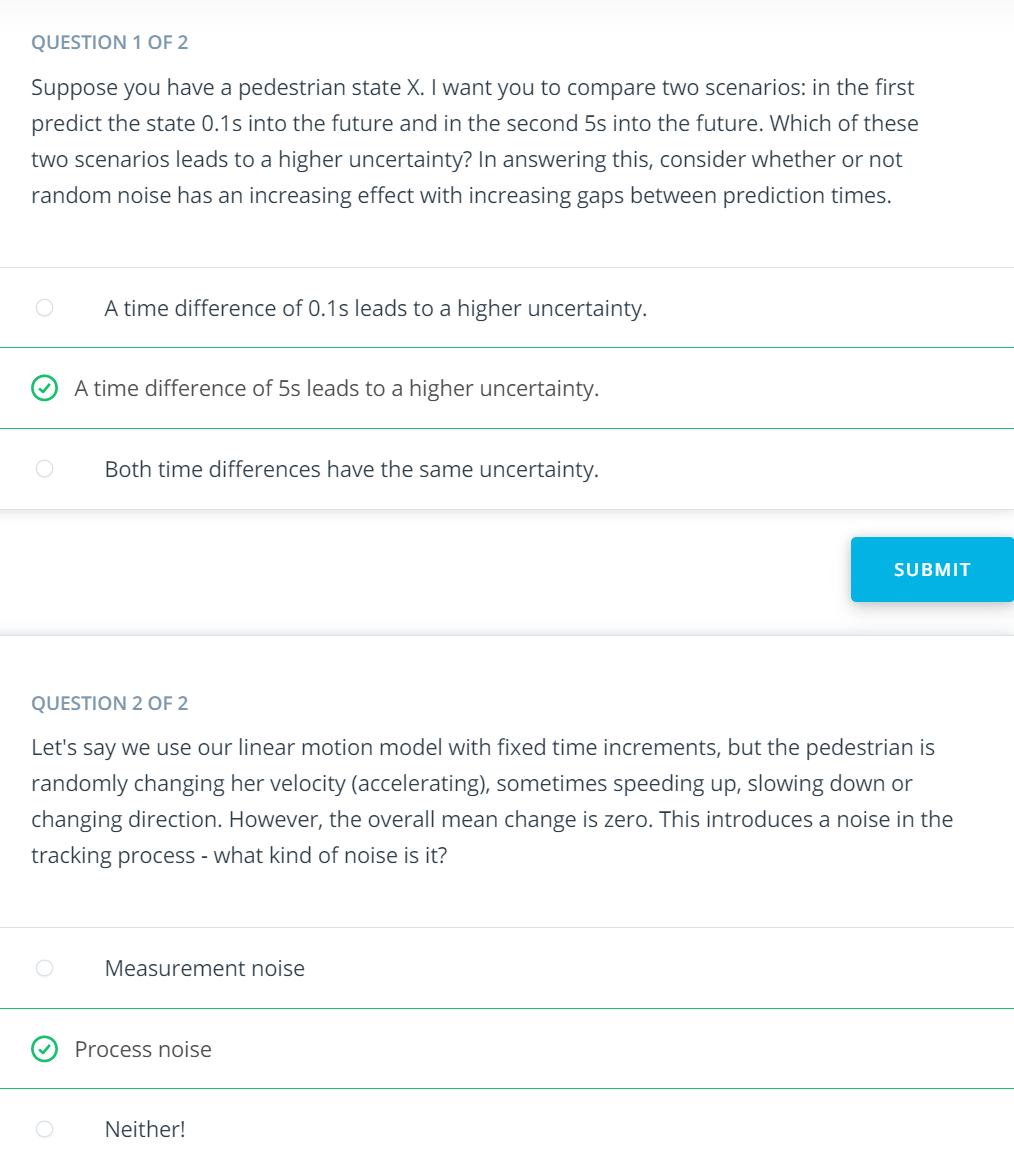 QUESTION 1 OF 2
Suppose you have a pedestrian state X. I want you to compare two scenarios: in the first
predict the state 0.1s into the future and in the second 5s into the future. Which of these
two scenarios leads to a higher uncertainty? In answering this, consider whether or not
random noise has an increasing effect with increasing gaps between prediction times.
A time difference of 0.1s leads to a higher uncertainty.
A time difference of 5s leads to a higher uncertainty.
Both time differences have the same uncertainty.
SUBMIT
QUESTION 2 OF 2
Let's say we use our linear motion model with fixed time increments, but the pedestrian is
randomly changing her velocity (accelerating), sometimes speeding up, slowing down or
changing direction. However, the overall mean change is zero. This introduces a noise in the
tracking process - what kind of noise is it?
Measurement noise
Process noise
Neither!